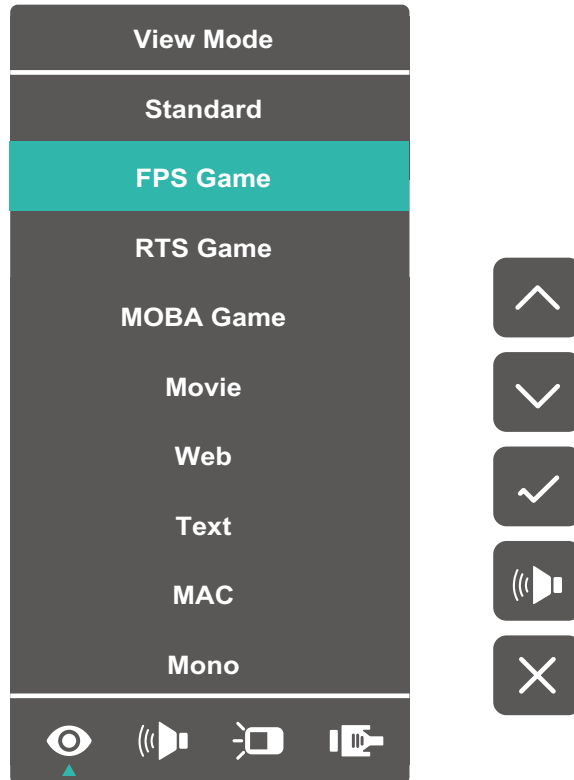 View Mode
Standard
FPS Game
RTS Game
MOBA Game
Movie
Web
Text
MAC
Mono